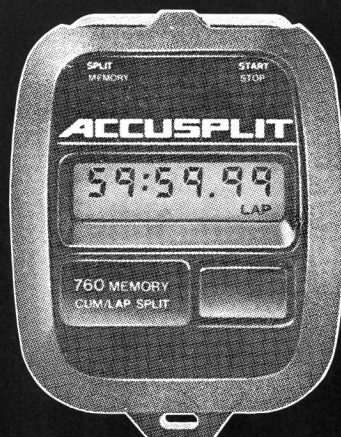 SPLIT START
MEMORY STOP
ACCUSPLIT
59:59.99
LAP
760 MEMORY
CUM/LAP SPLIT